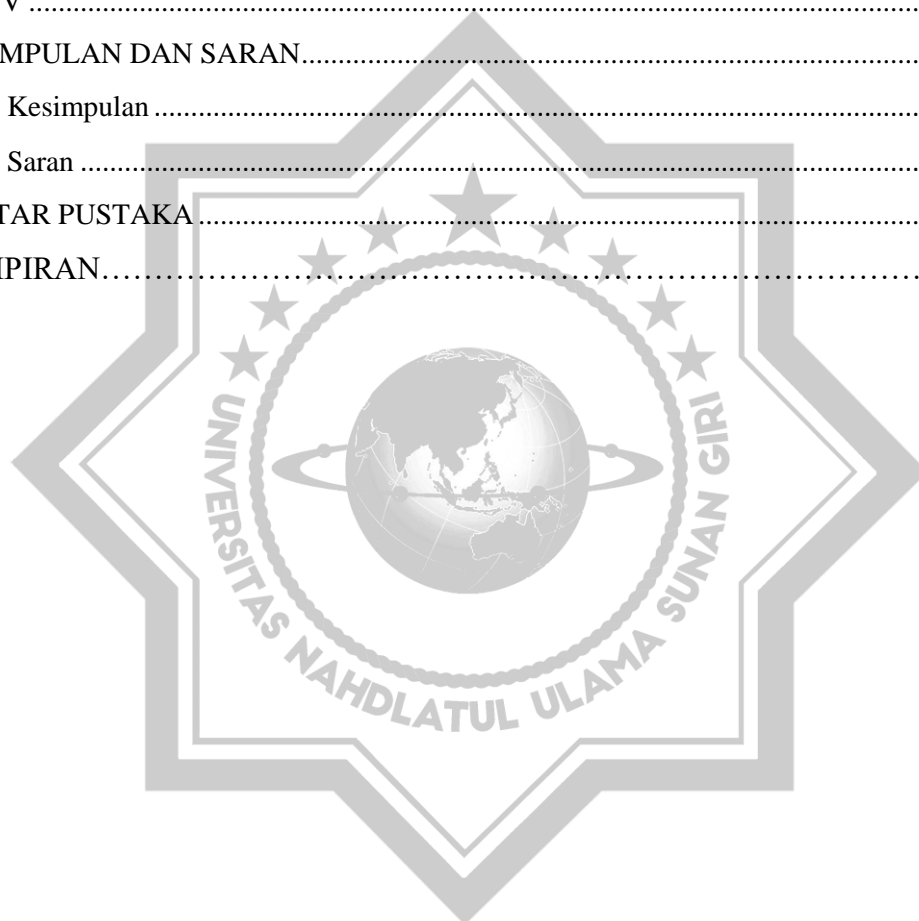 V ........................................................................................................................
MPULAN DAN SARAN....................................................................................
Kesimpulan .......................................................................................................
Saran .................................................................................................................
TAR PUSTAKA ..................................................................................................
IPIRAN……………………………………………………………………………
UNIVERSITAS NAHDLATUL ULAMA SUNAN GIRI